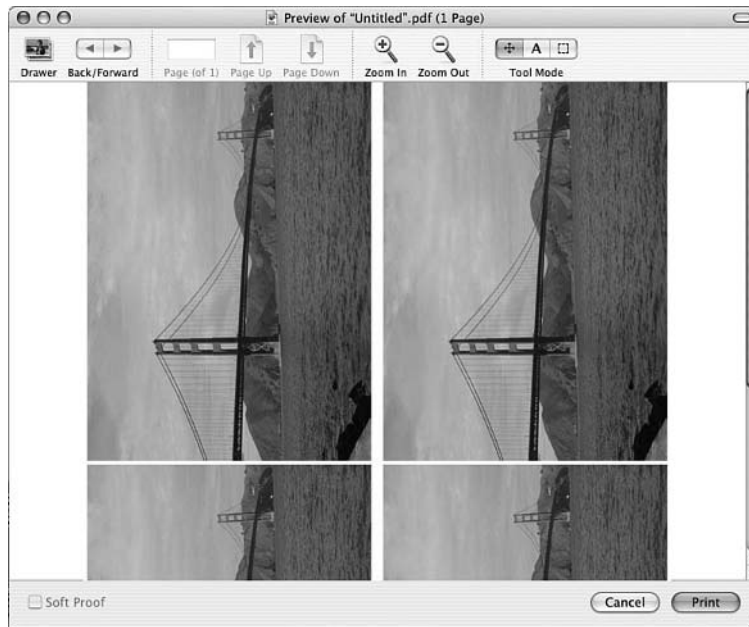 Preview of “Untitled”.pdf (1 Page)
Drawer Back/Forward Page (of 1) Page Up Page Down Zoom In Zoom Out A Tool Mode
Soft Proof Cancel Print